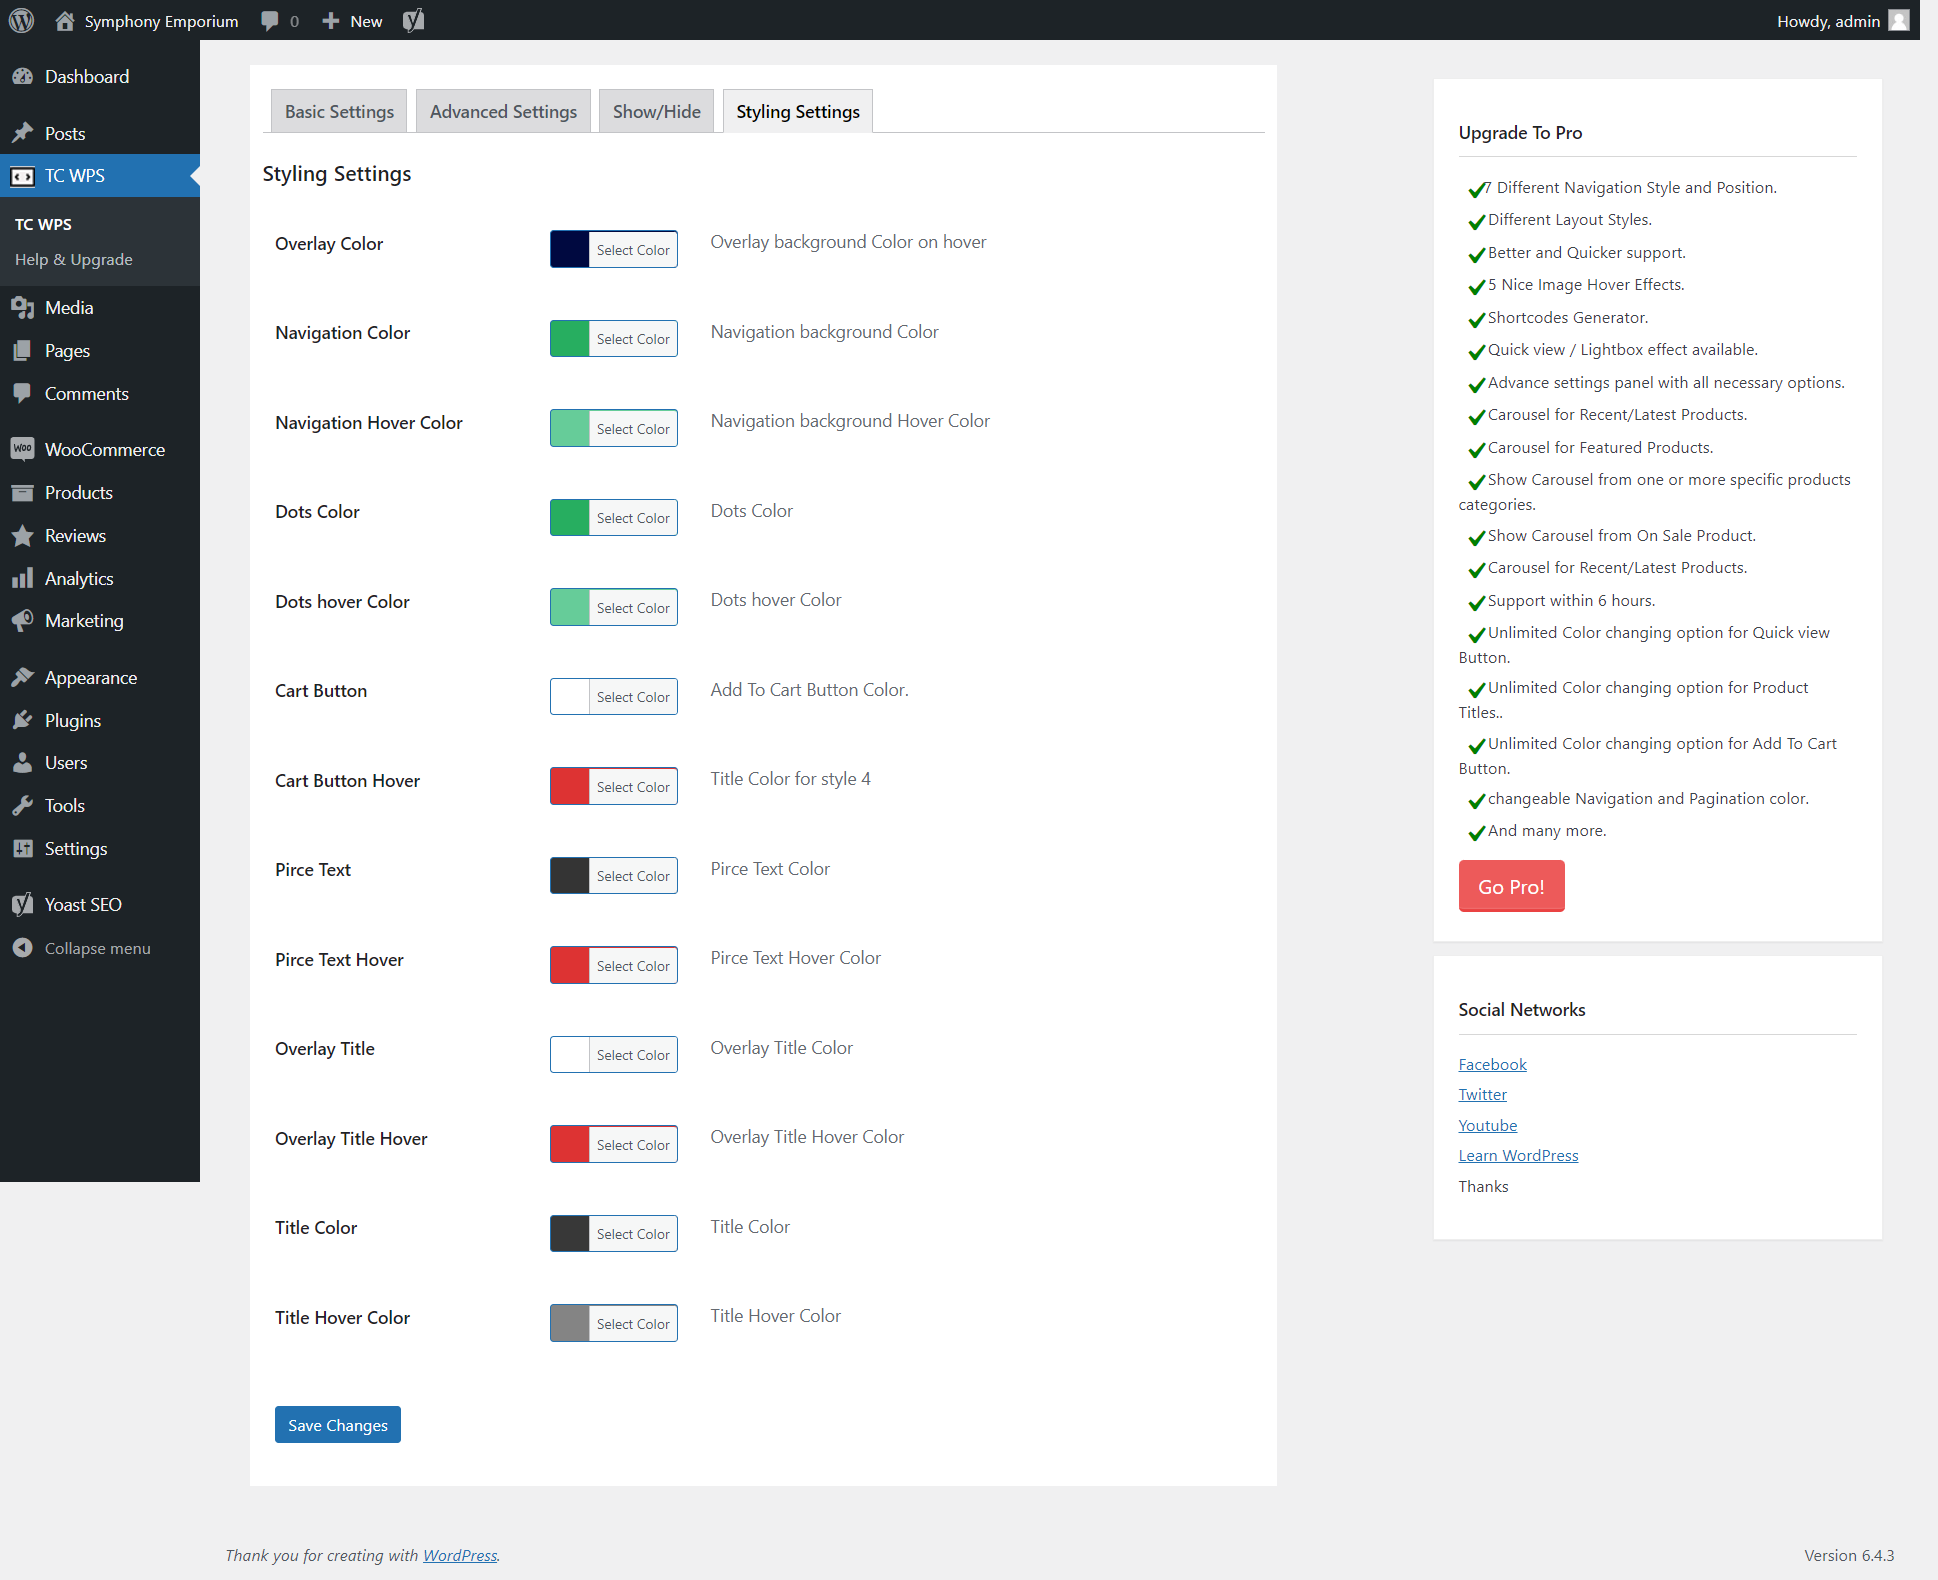 Symphony Emporium 0 New Howdy, admin
Dashboard
Posts
TC WPS
TC WPS
Help & Upgrade
Media
Pages
Comments
Woo WooCommerce
Products
Reviews
Analytics
Marketing
Appearance
Plugins
Users
Tools
Settings
Yoast SEO
Collapse menu
Basic Settings Advanced Settings Show/Hide Styling Settings
Styling Settings
Overlay Color Select Color Overlay background Color on hover
Navigation Color Select Color Navigation background Color
Navigation Hover Color Select Color Navigation background Hover Color
Dots Color Select Color Dots Color
Dots hover Color Select Color Dots hover Color
Cart Button Select Color Add To Cart Button Color.
Cart Button Hover Select Color Title Color for style 4
Pirce Text Select Color Pirce Text Color
Pirce Text Hover Select Color Pirce Text Hover Color
Overlay Title Select Color Overlay Title Color
Overlay Title Hover Select Color Overlay Title Hover Color
Title Color Select Color Title Color
Title Hover Color Select Color Title Hover Color
Save Changes
Upgrade To Pro
7 Different Navigation Style and Position.
Different Layout Styles.
Better and Quicker support.
5 Nice Image Hover Effects.
Shortcodes Generator.
Quick view / Lightbox effect available.
Advance settings panel with all necessary options.
Carousel for Recent/Latest Products.
Carousel for Featured Products.
Show Carousel from one or more specific products
categories.
Show Carousel from On Sale Product.
Carousel for Recent/Latest Products.
Support within 6 hours.
Unlimited Color changing option for Quick view
Button.
Unlimited Color changing option for Product
Titles..
Unlimited Color changing option for Add To Cart
Button.
changeable Navigation and Pagination color.
And many more.
Go Pro!
Social Networks
Facebook
Twitter
Youtube
Learn WordPress
Thanks
Thank you for creating with WordPress. Version 6.4.3